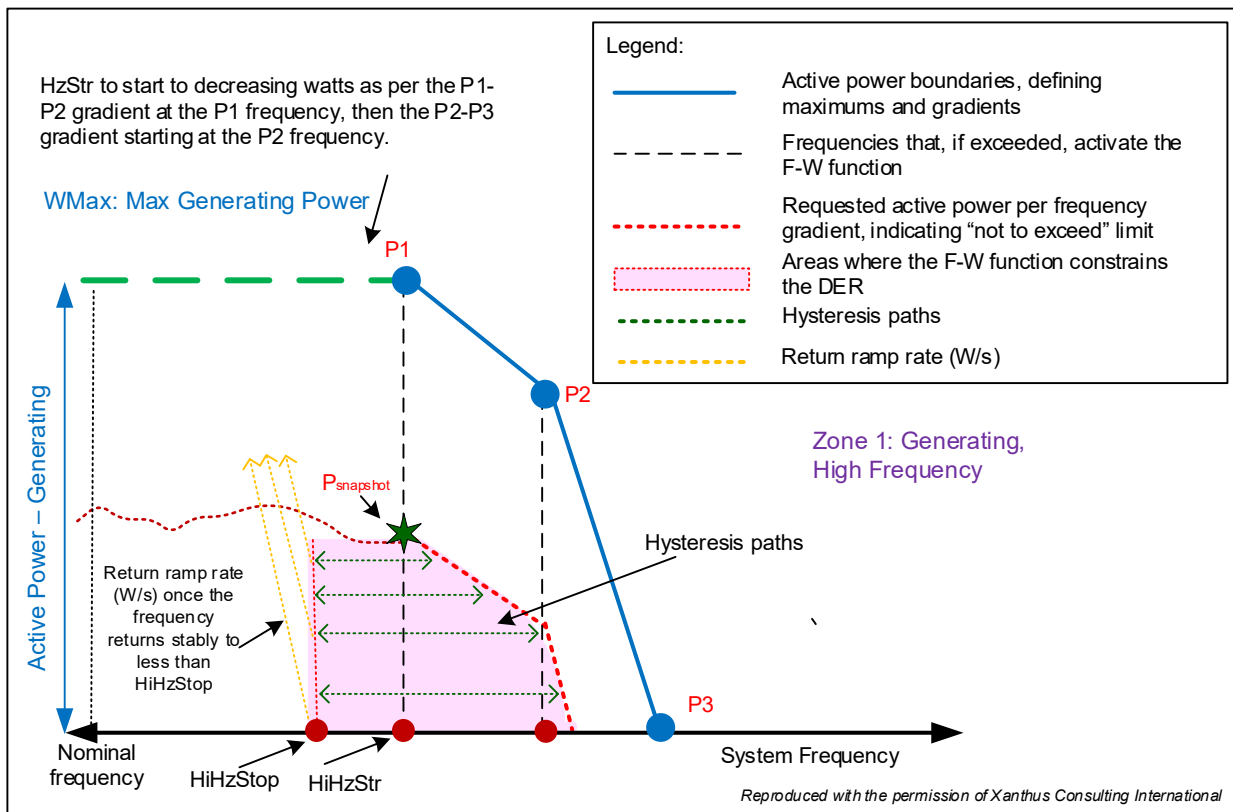 HzStr to start to decreasing watts as per the P1-
P2 gradient at the P1 frequency, then the P2-P3
gradient starting at the P2 frequency.
WMax: Max Generating Power
Legend:
Active power boundaries, defining
maximums and gradients
Frequencies that, if exceeded, activate the
F-W function
Requested active power per frequency
gradient, indicating “not to exceed” limit
Areas where the F-W function constrains
the DER
Hysteresis paths
Return ramp rate (W/s)
P1
P2
Zone 1: Generating,
High Frequency
Psnapshot
Hysteresis paths
Active Power – Generating
Return ramp rate
(W/s) once the
frequency
returns stably to
less than
HiHzStop
P3
Nominal
frequency
HiHzStop
HiHzStr
System Frequency
Reproduced with the permission of Xanthus Consulting International